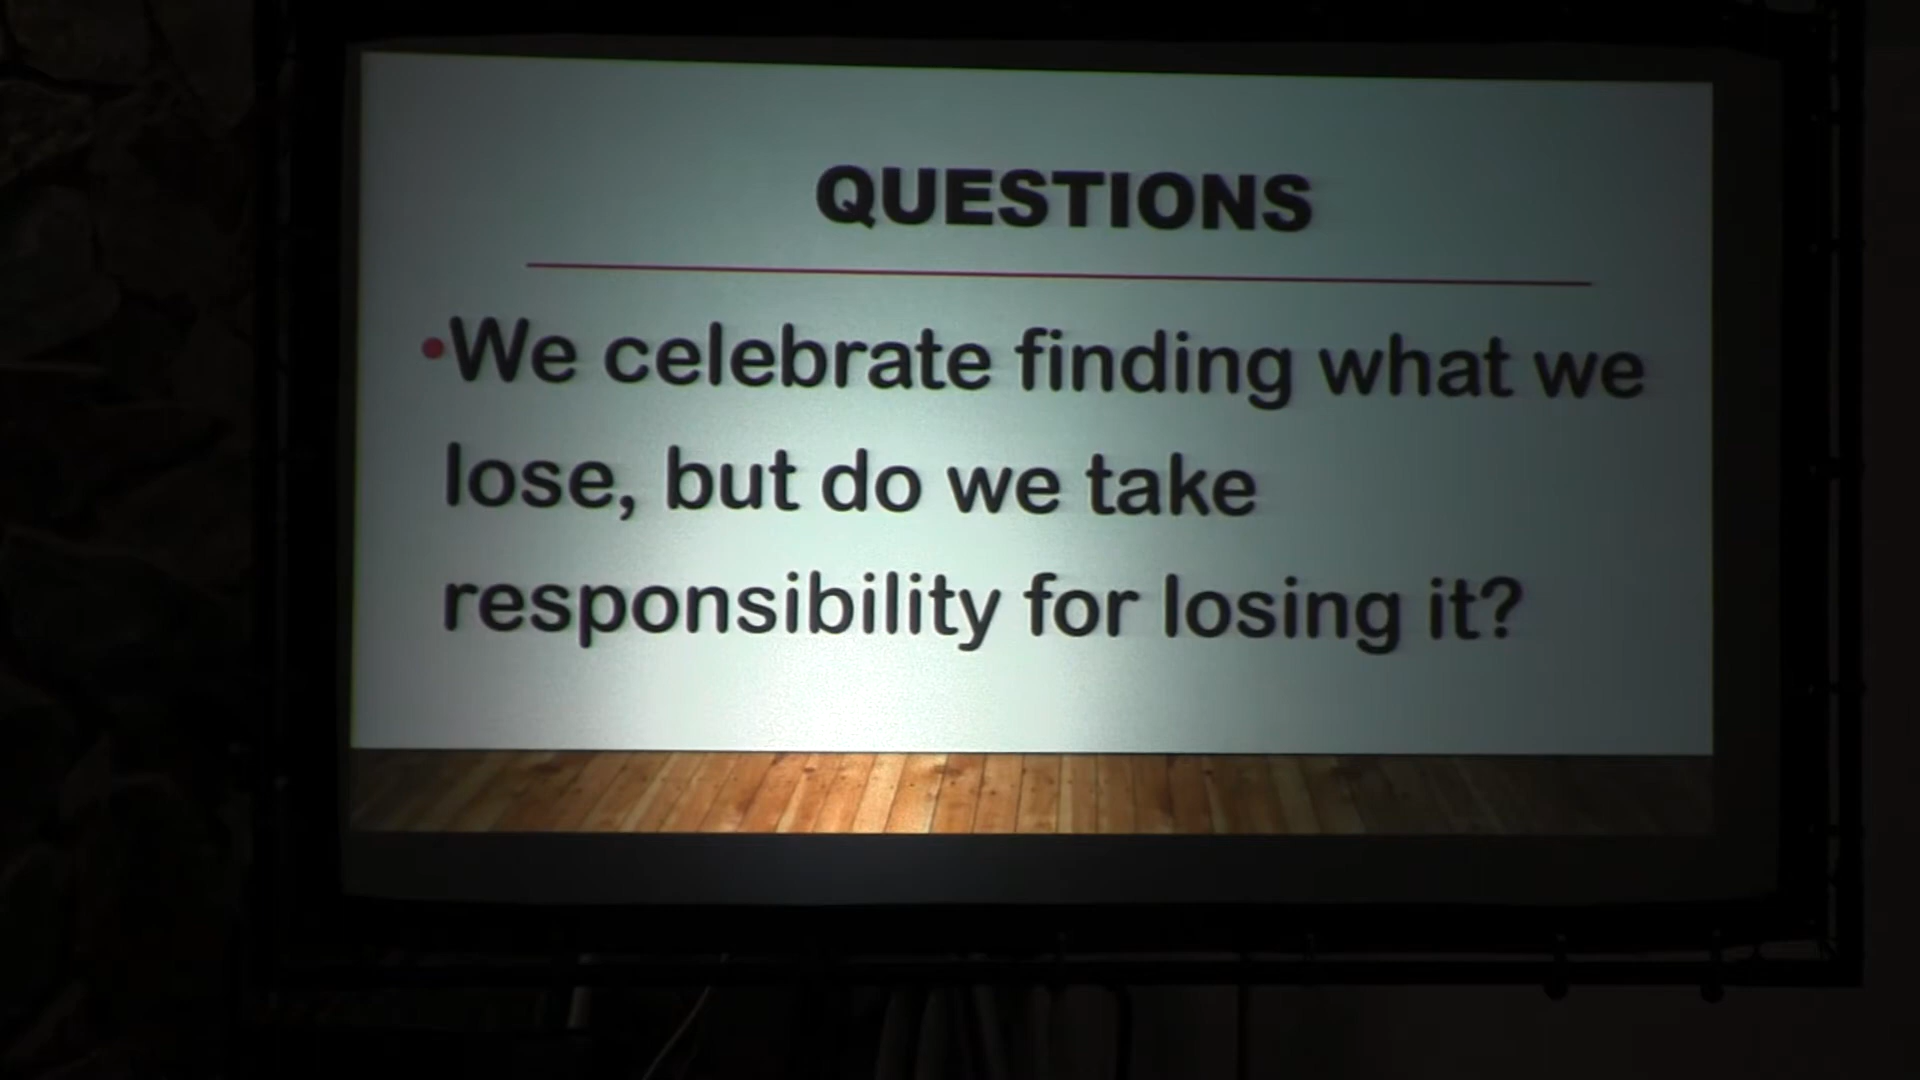 QUESTIONS
•We celebrate finding what we
lose, but do we take
responsibility for losing it?